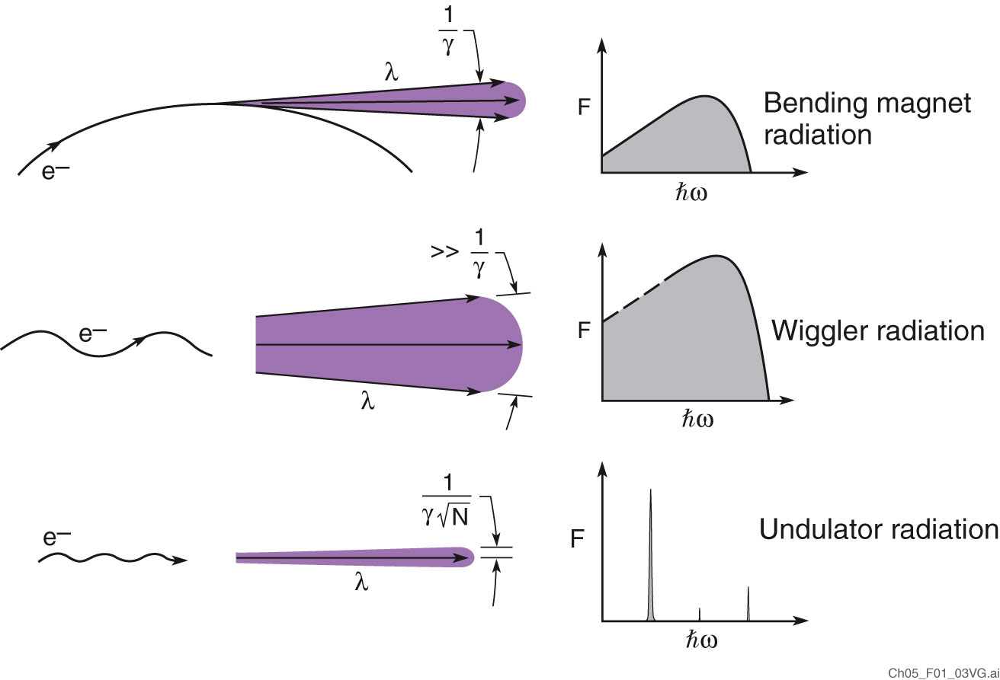 1
γ
λ
e–
F
ħω
Bending magnet
radiation
>> 1
γ
e–
λ
F
ħω
Wiggler radiation
1
γ√N
e–
λ
F
ħω
Undulator radiation
Ch05_F01_03VG.ai